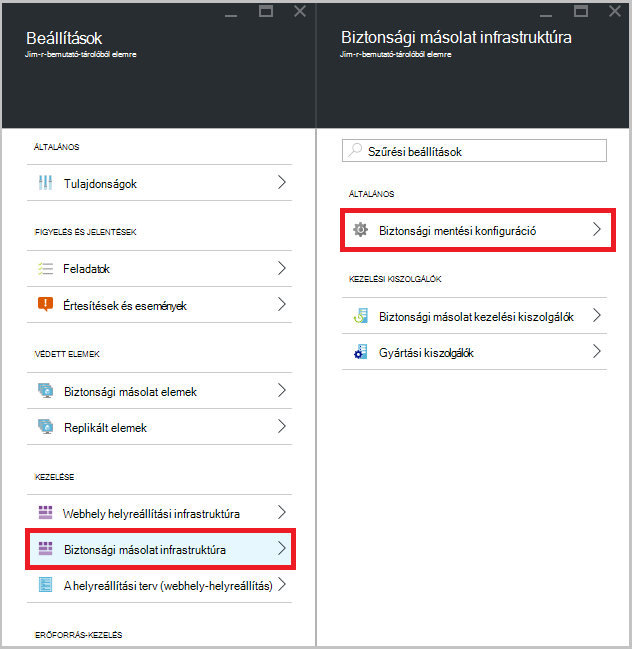 Beállítások
Jim-r-bemutató-tárolóból elemre
ÁLTALÁNOS
Tulajdonságok
FIGYELÉS ÉS JELENTÉSEK
Feladatok
Értesítések és események
VÉDETT ELEMEK
Biztonsági másolat elemek
Replikált elemek
KEZELÉSE
Webhely helyreállítási infrastruktúra
Biztonsági másolat infrastruktúra
A helyreállítási terv (webhely-helyreállítás)
ERŐFORRÁS-KEZELÉS
Biztonsági másolat infrastruktúra
Jim-r-bemutató-tárolóból elemre
Szűrési beállítások
ÁLTALÁNOS
Biztonsági mentési konfiguráció
KEZELÉSI KISZOLGÁLÓK
Biztonsági másolat kezelési kiszolgálók
Gyártási kiszolgálók